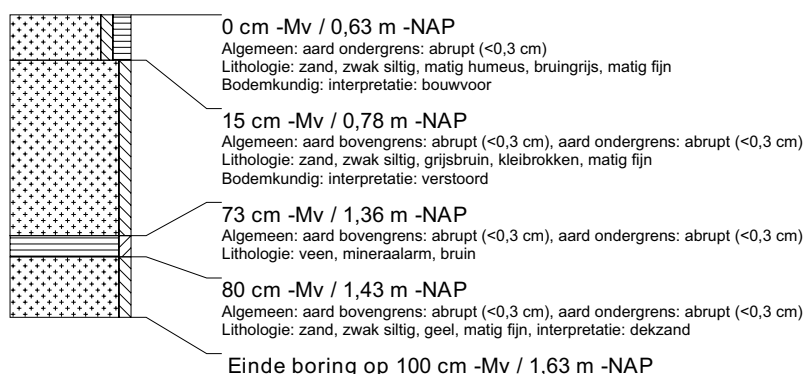 0 cm -Mv / 0,63 m -NAP
Algemeen: aard ondergrens: abrupt (<0,3 cm)
Lithologie: zand, zwak siltig, matig humeus, bruingrijs, matig fijn
Bodemkundig: interpretatie: bouwvoor
15 cm -Mv / 0,78 m -NAP
Algemeen: aard bovengrens: abrupt (<0,3 cm), aard ondergrens: abrupt (<0,3 cm)
Lithologie: zand, zwak siltig, grijsbruin, kleibrokken, matig fijn
Bodemkundig: interpretatie: verstoord
73 cm -Mv / 1,36 m -NAP
Algemeen: aard bovengrens: abrupt (<0,3 cm), aard ondergrens: abrupt (<0,3 cm)
Lithologie: veen, mineraalarm, bruin
80 cm -Mv / 1,43 m -NAP
Algemeen: aard bovengrens: abrupt (<0,3 cm), aard ondergrens: abrupt (<0,3 cm)
Lithologie: zand, zwak siltig, geel, matig fijn, interpretatie: dekzand
Einde boring op 100 cm -Mv / 1,63 m -NAP